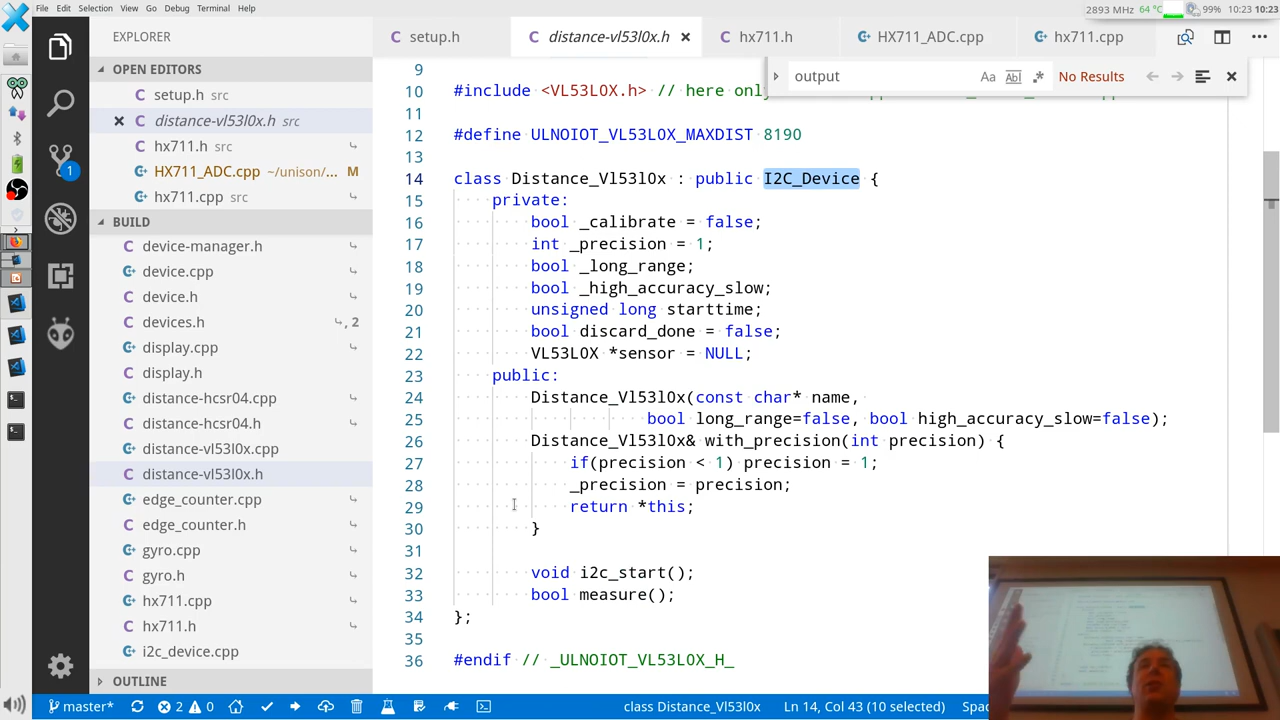 File Edit Selection View Go Debug Terminal Help
2893 MHz 64 °C 99% 10:23 10:23
EXPLORER
OPEN EDITORS
C setup.h src
× C distance-vl53l0x.h src
C hx711.h src
HX711_ADC.cpp ~/unison/... M
hx711.cpp src
1
BUILD
C device-manager.h
device.cpp
C device.h
C devices.h , 2
display.cpp
C display.h
distance-hcsr04.cpp
C distance-hcsr04.h
distance-vl53l0x.cpp
C distance-vl53l0x.h
edge_counter.cpp
C edge_counter.h
gyro.cpp
C gyro.h
hx711.cpp
C hx711.h
i2c_device.cpp
OUTLINE
C setup.h
C distance-vl53l0x.h ×
C hx711.h
HX711_ADC.cpp
hx711.cpp
output Aa Abl .* No Results
9
10 #include <VL53L0X.h> // here only
11
12 #define ULNOIOT_VL53L0X_MAXDIST 8190
13
14 class Distance_Vl53l0x : public I2C_Device {
15 private:
16 bool _calibrate = false;
17 int _precision = 1;
18 bool _long_range;
19 bool _high_accuracy_slow;
20 unsigned long starttime;
21 bool discard_done = false;
22 VL53L0X *sensor = NULL;
23 public:
24 Distance_Vl53l0x(const char* name,
25 bool long_range=false, bool high_accuracy_slow=false);
26 Distance_Vl53l0x& with_precision(int precision) {
27 if(precision < 1) precision = 1;
28 _precision = precision;
29 return *this;
30 }
31
32 void i2c_start();
33 bool measure();
34 };
35
36 #endif // _ULNOIOT_VL53L0X_H_
master* 2 0 class Distance_Vl53l0x Ln 14, Col 43 (10 selected) Spac